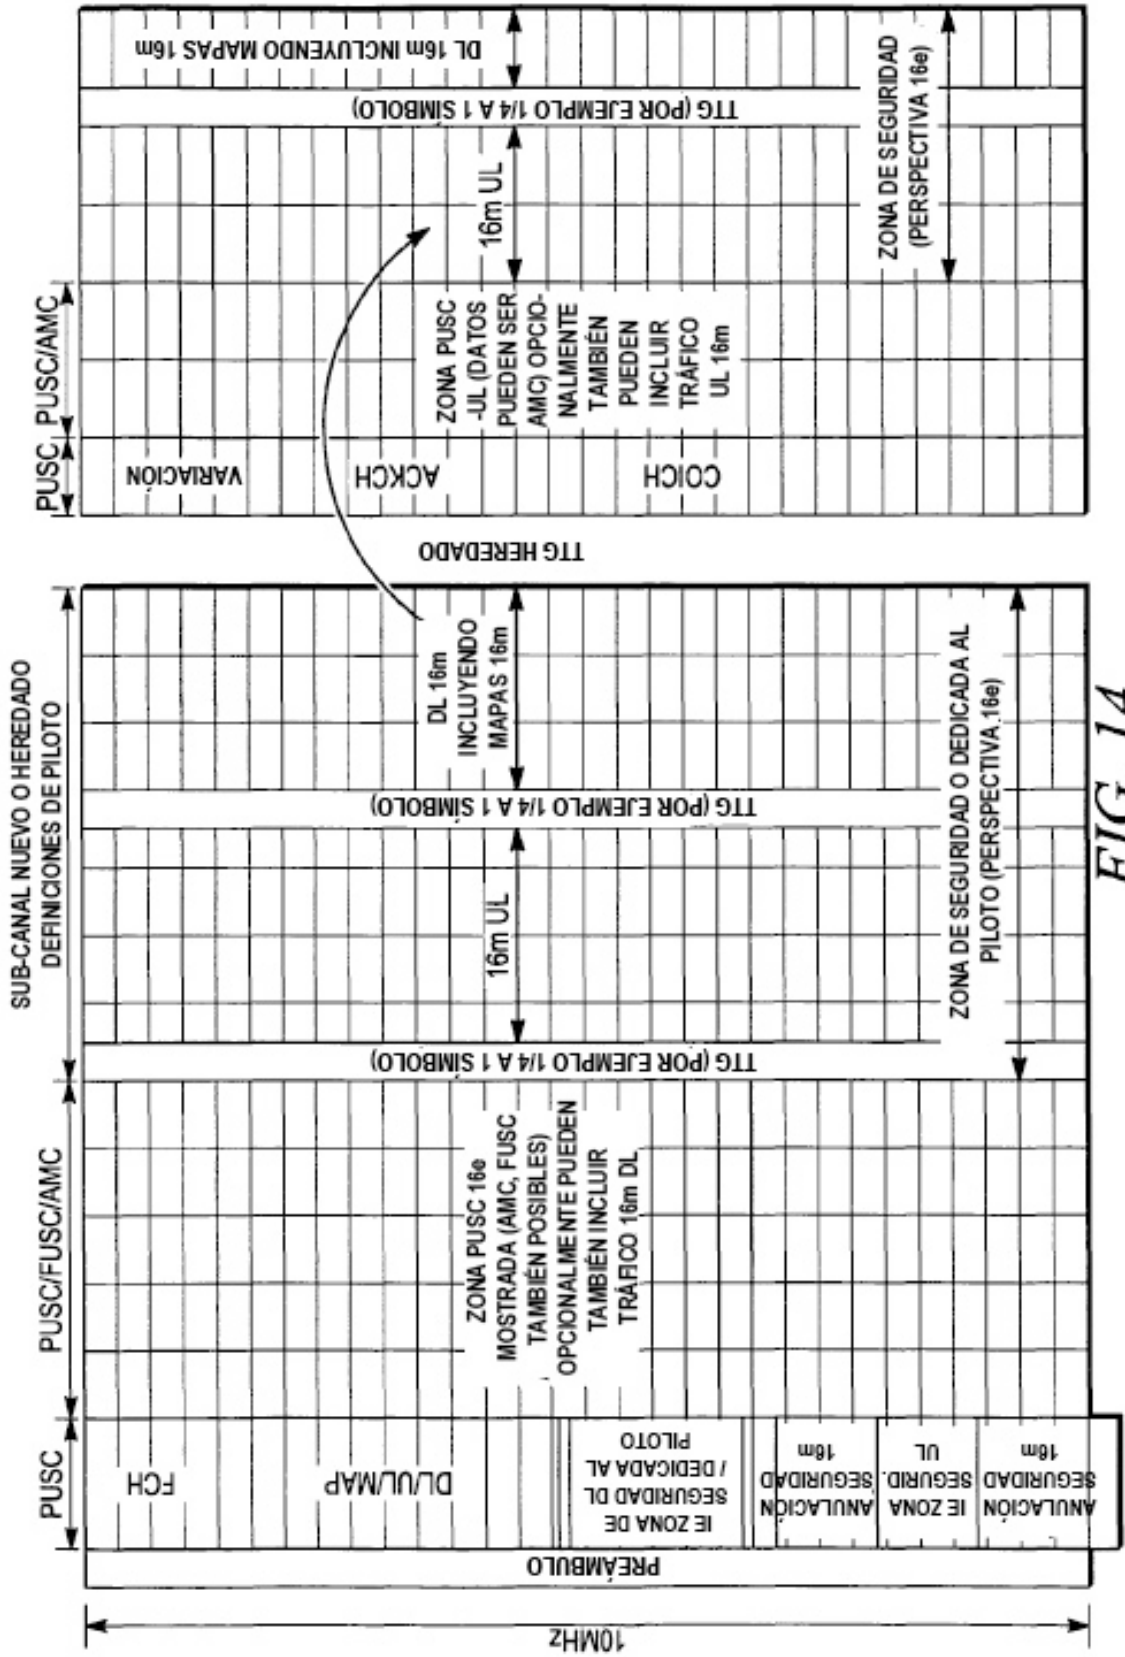 SUB-CANAL NUEVO O HEREDADO
DEFINICIONES DE PILOTO
PUSC
PUSC/FUSC/AMC
PUSC
PUSC/AMC
10MHz
PREÁMBULO
FCH
DL/UL/MAP
IE ZONA DE
SEGURIDAD DL
/ DEDICADA AL
PILOTO
ANULACIÓN
SEGURIDAD
16m
IE ZONA
SEGURID.
UL
ANULACIÓN
SEGURIDAD
16m
ZONA PUSC 16e
MOSTRADA (AMC, FUSC
TAMBIÉN POSIBLES)
OPCIONALMENTE PUEDEN
TAMBIÉN INCLUIR
TRÁFICO 16m DL
TTG (POR EJEMPLO 1/4 A 1 SÍMBOLO)
16m UL
TTG (POR EJEMPLO 1/4 A 1 SÍMBOLO)
DL 16m
INCLUYENDO
MAPAS 16m
ZONA DE SEGURIDAD O DEDICADA AL
PILOTO (PERSPECTIVA 16e)
TTG HEREDADO
VARIACIÓN
ACKCH
COICH
ZONA PUSC
-UL (DATOS
PUEDEN SER
AMC) OPCIO-
NALMENTE
TAMBIÉN
PUEDEN
INCLUIR
TRÁFICO
UL 16m
16m UL
TTG (POR EJEMPLO 1/4 A 1 SÍMBOLO)
DL 16m INCLUYENDO MAPAS 16m
ZONA DE SEGURIDAD
(PERSPECTIVA 16e)
FIG. 14